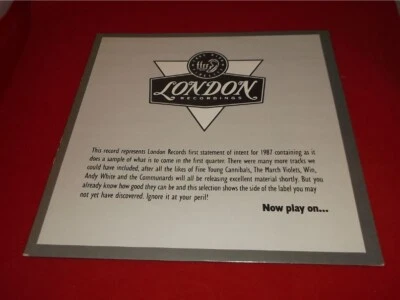 LONDON
RECORDINGS
This record represents London Records first statement of intent for 1987 containing as it
does a sample of what is to come in the first quarter. There were many more tracks we
could have included, after all the likes of Fine Young Cannibals, The March Violets, Win,
Andy White and the Communards will all be releasing excellent material shortly. But you
already know how good they can be and this selection shows the side of the label you may
not yet have discovered. Ignore it at your peril!
Now play on...